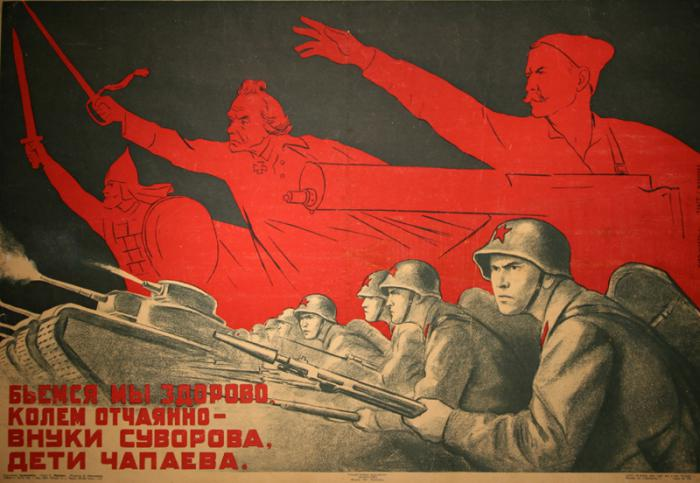 БЬЕМСЯ МЫ ЗДОРОВО,
КОЛЕМ ОТЧАЯННО—
ВНУКИ СУВОРОВА,
ДЕТИ ЧАПАЕВА.